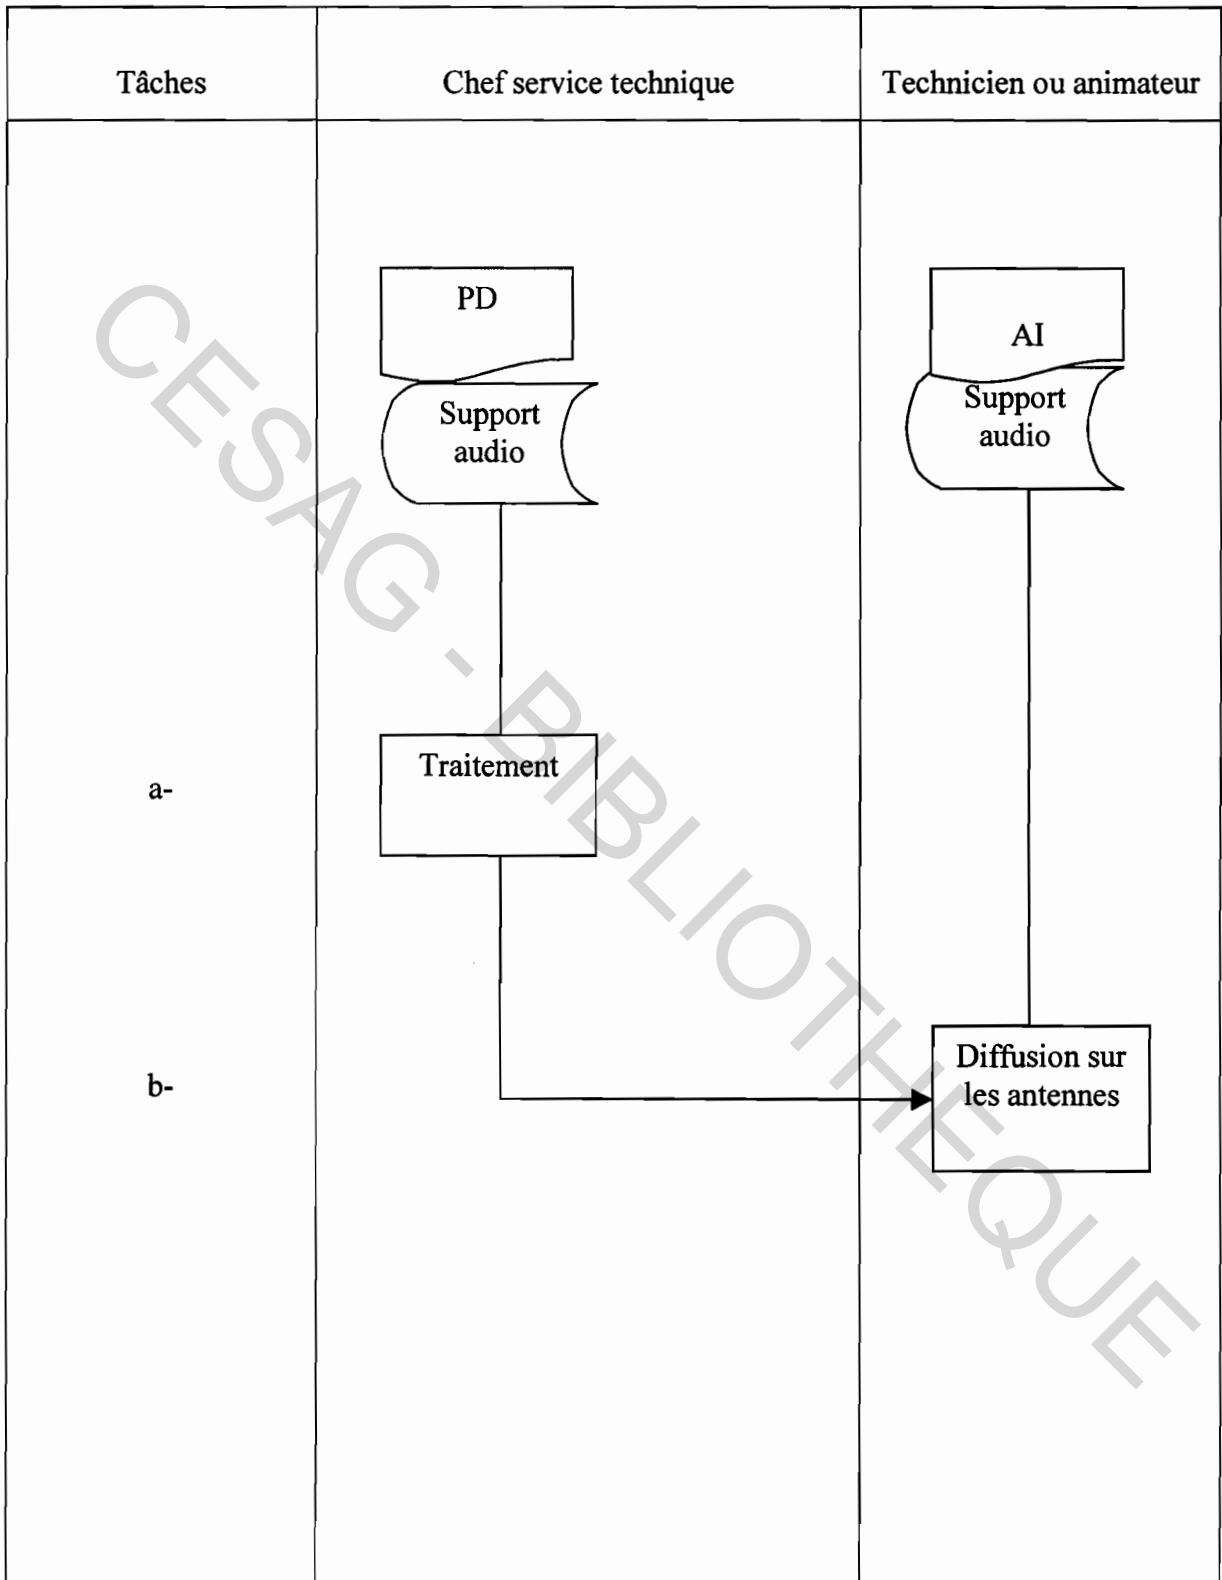 Tâches
Chef service technique
Technicien ou animateur
PD
Support
audio
AI
Support
audio
a-
Traitement
b-
Diffusion sur
les antennes
CESAG - BIBLIOTHEQUE